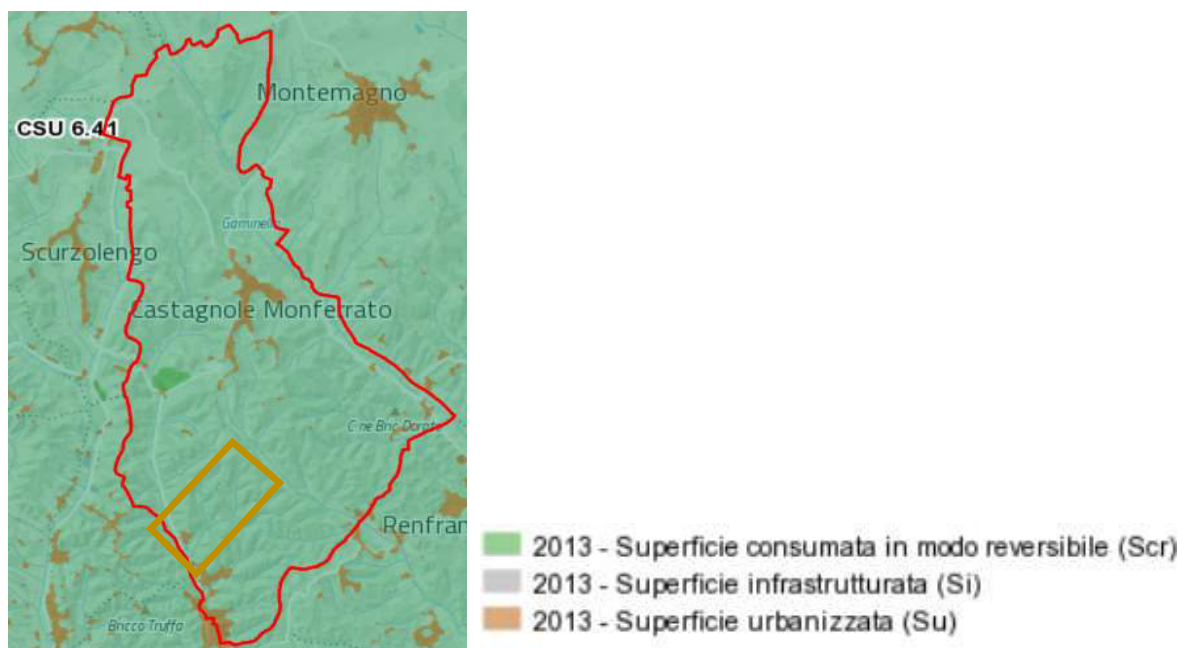 Montemagno
CSU 6.41
Gaminella
Scurzolengo
Castagnole Monferrato
C.ne Bric Dorato
Renfran
Bricco Truffa
2013 - Superficie consumata in modo reversibile (Scr)
2013 - Superficie infrastrutturata (Si)
2013 - Superficie urbanizzata (Su)